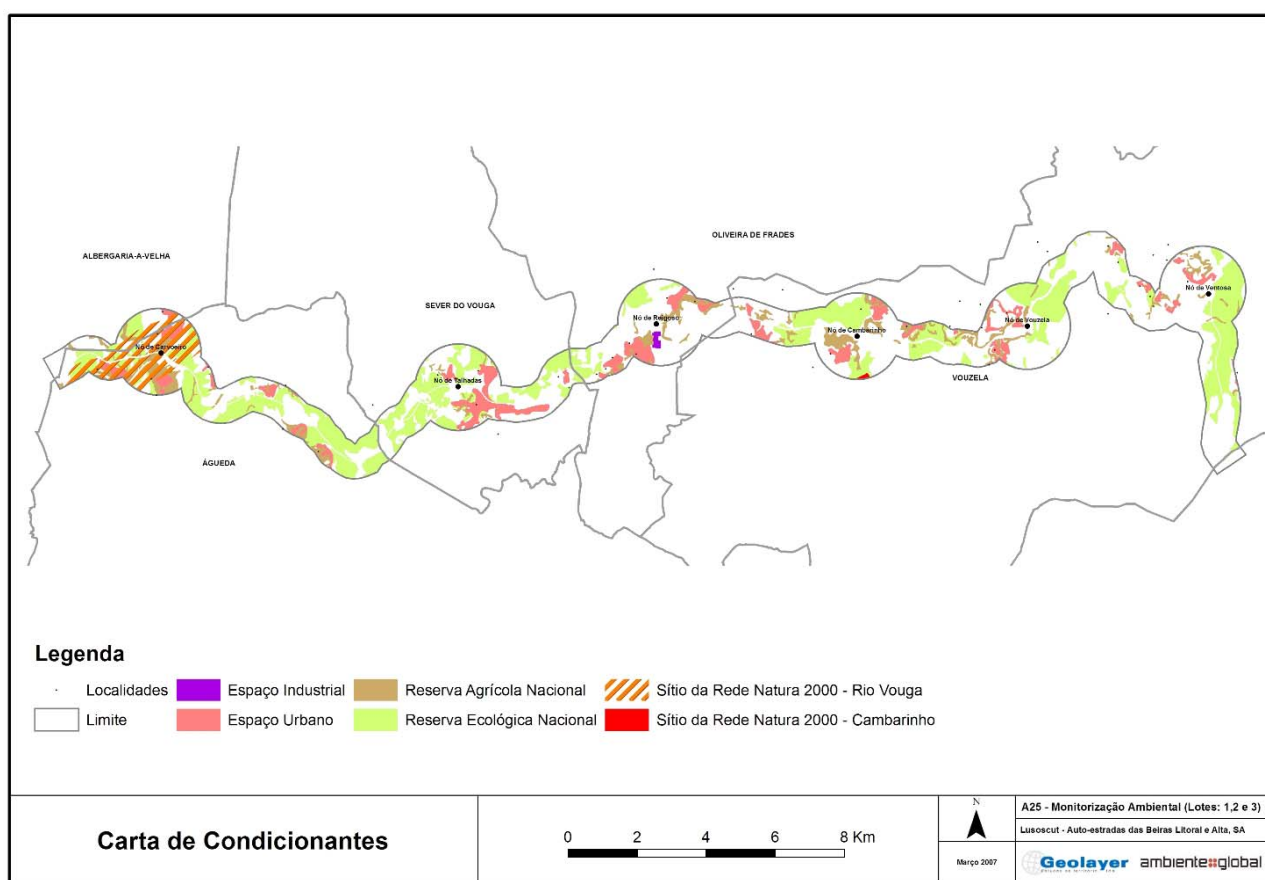 OLIVEIRA DE FRADES
ALBERGARIA-A-VELHA
Nó de Ventosa
SEVER DO VOUGA
Nó de Reigoso
Nó de Vouzela
Nó de Cambarinho
Nó de Carvoeiro
VOUZELA
Nó de Talhadas
ÁGUEDA
Legenda
Localidades
Espaço Industrial
Reserva Agrícola Nacional
Sítio da Rede Natura 2000 - Rio Vouga
Limite
Espaço Urbano
Reserva Ecológica Nacional
Sítio da Rede Natura 2000 - Cambarinho
Carta de Condicionantes
0 2 4 6 8 Km
N
Março 2007
A25 - Monitorização Ambiental (Lotes: 1,2 e 3)
Lusoscut - Auto-estradas das Beiras Litoral e Alta, SA
Geolayer
ambiente global